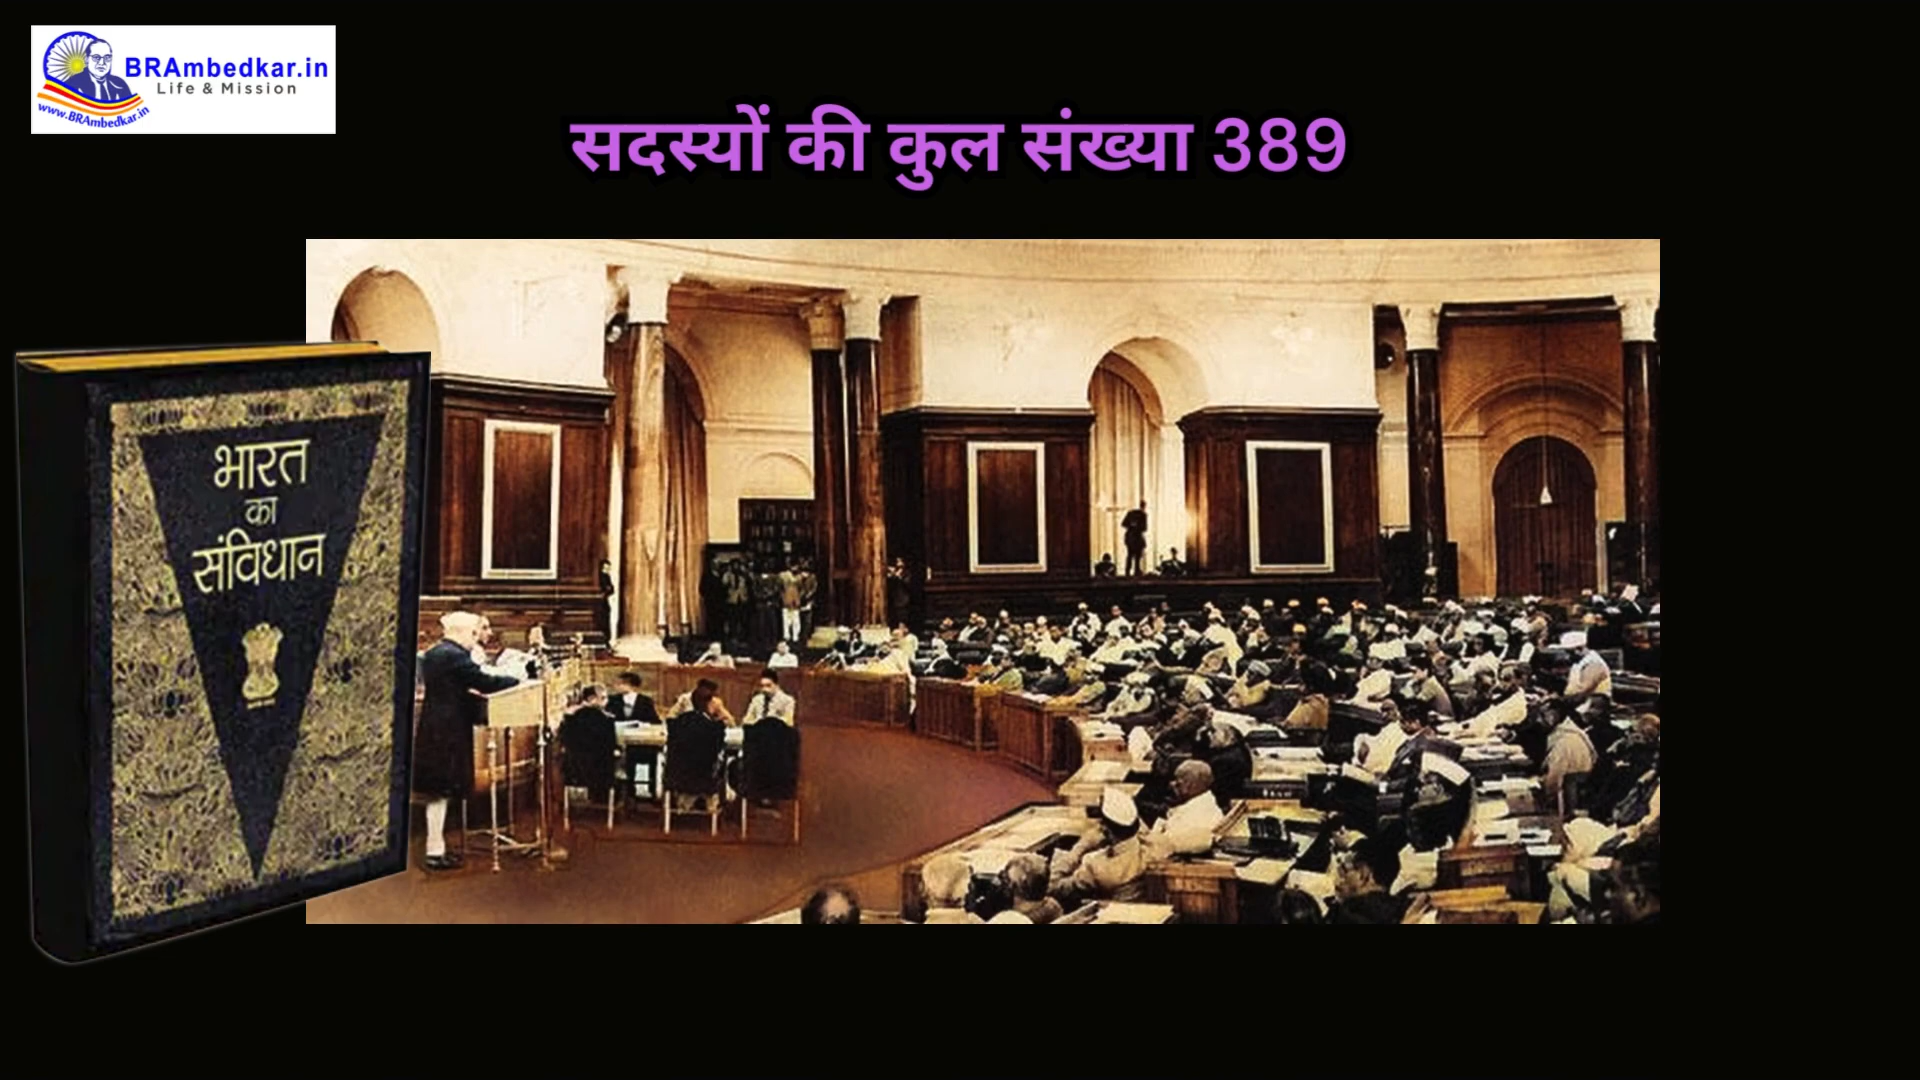 BRAmbedkar.in
Life & Mission
www.BRAmbedkar.in
सदस्यों की कुल संख्या 389
भारत
का
संविधान